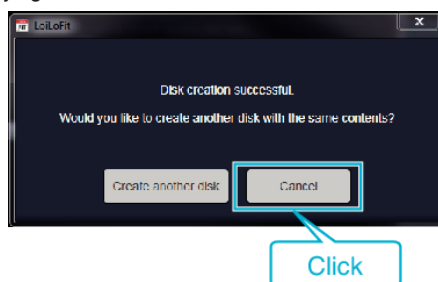 LoiLoFit
x
Disk creation successful.
Would you like to create another disk with the same contents?
Create another disk
Cancel
Click